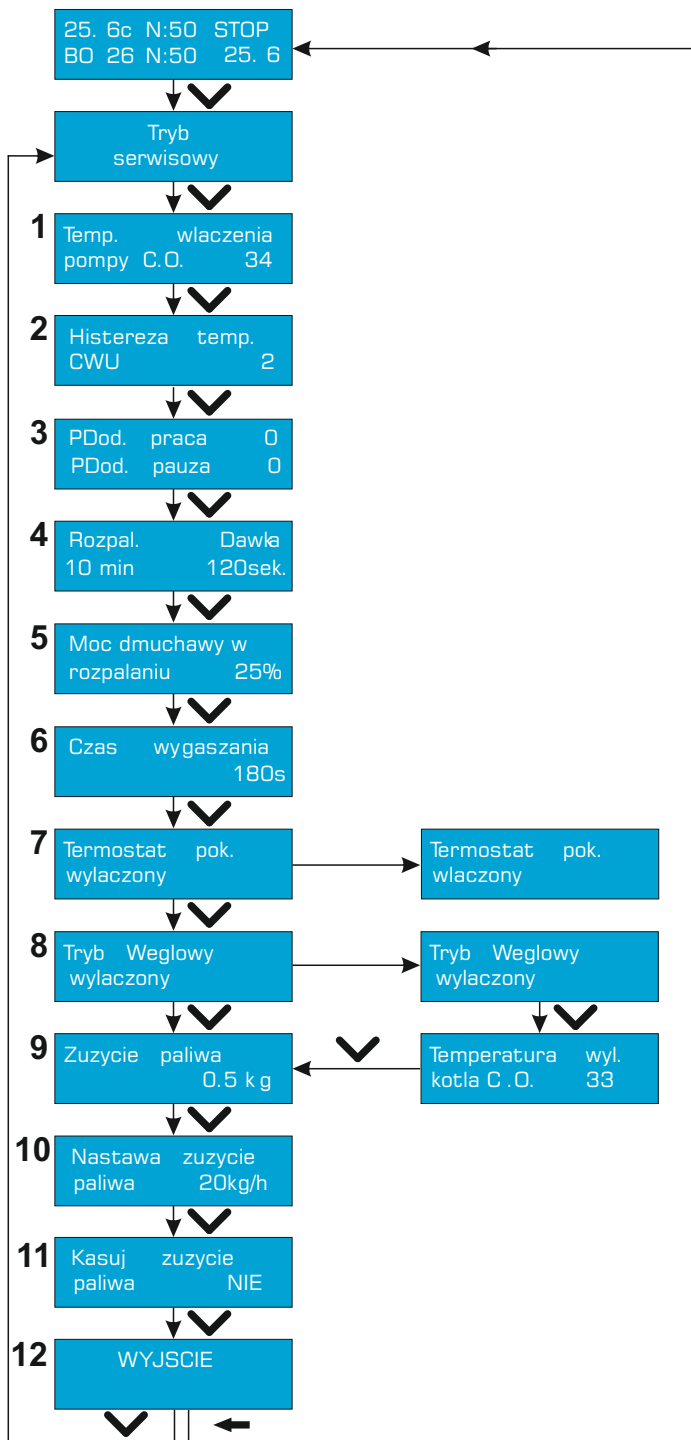 25. 6c N:50 STOP
BO 26 N:50 25. 6
Tryb
serwisowy
1
Temp. wlaczenia
pompy C.O. 34
2
Histereza temp.
CWU 2
3
PDod. praca 0
PDod. pauza 0
4
Rozpal. Dawka
10 min 120sek.
5
Moc dmuchawy w
rozpalaniu 25%
6
Czas wygaszania
180s
7
Termostat pok.
wylaczony
Termostat pok.
wlaczony
8
Tryb Weglowy
wylaczony
Tryb Weglowy
wylaczony
9
Zuzycie paliwa
0.5 kg
Temperatura wyl.
kotla C .O. 33
10
Nastawa zuzycie
paliwa 20kg/h
11
Kasuj zuzycie
paliwa NIE
12
WYJSCIE